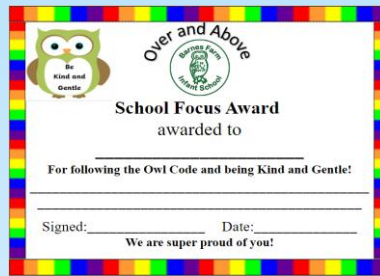 Over and Above
Be
Kind and
Gentle
Barnes Farm
Infant School
School Focus Award
awarded to
For following the Owl Code and being Kind and Gentle!
Signed: Date:
We are super proud of you!